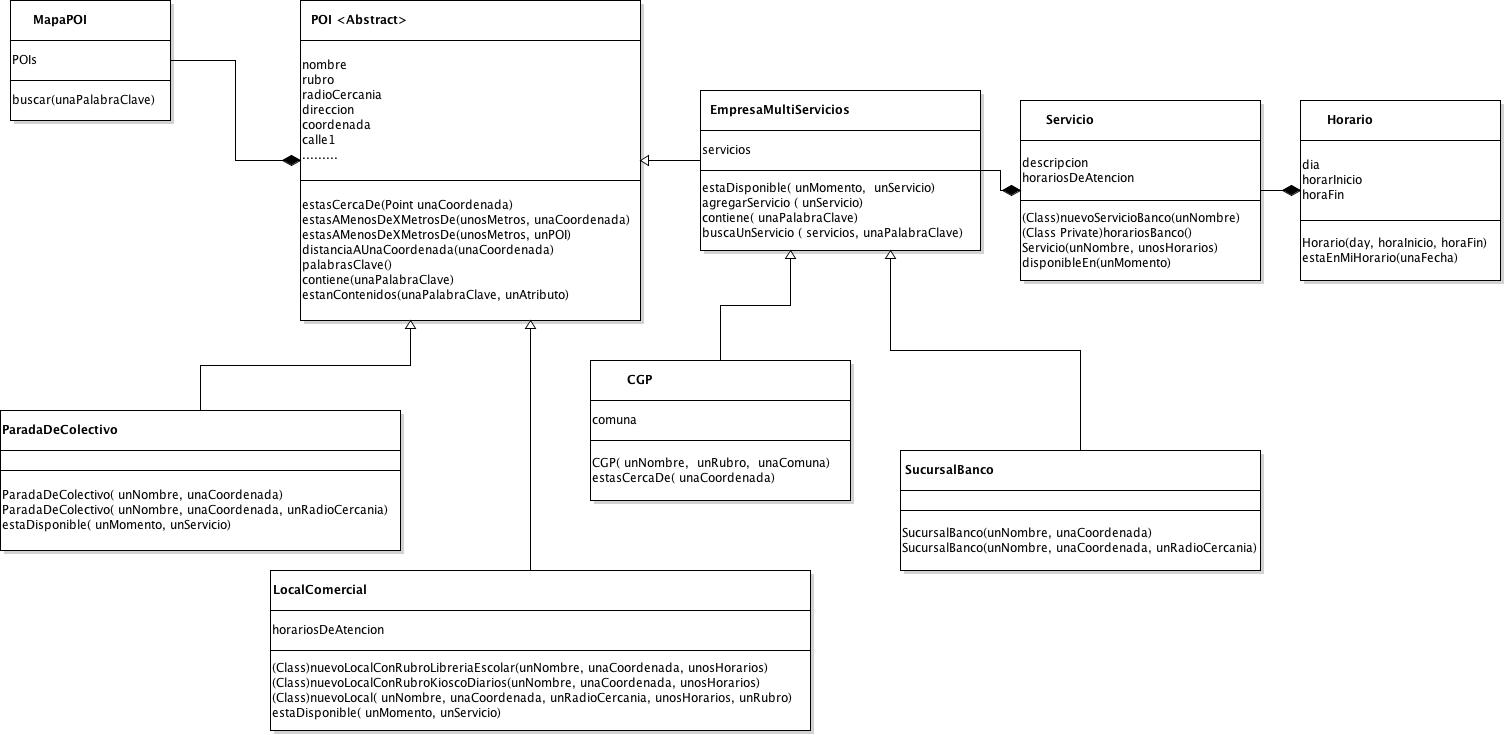 MapaPOI
POIs
buscar(unaPalabraClave)
POI <Abstract>
nombre
rubro
radioCercania
direccion
coordenada
calle1
.........
estasCercaDe(Point unaCoordenada)
estasAMenosDeXMetrosDe(unosMetros, unaCoordenada)
estasAMenosDeXMetrosDe(unosMetros, unPOI)
distanciaAUnaCoordenada(unaCoordenada)
palabrasClave()
contiene(unaPalabraClave)
estanContenidos(unaPalabraClave, unAtributo)
EmpresaMultiServicios
servicios
estaDisponible( unMomento,  unServicio)
agregarServicio ( unServicio)
contiene( unaPalabraClave)
buscaUnServicio ( servicios, unaPalabraClave)
Servicio
descripcion
horariosDeAtencion
(Class)nuevoServicioBanco(unNombre)
(Class Private)horariosBanco()
Servicio(unNombre, unosHorarios)
disponibleEn(unMomento)
Horario
dia
horarInicio
horaFin
Horario(day, horaInicio, horaFin)
estaEnMiHorario(unaFecha)
ParadaDeColectivo
ParadaDeColectivo( unNombre, unaCoordenada)
ParadaDeColectivo( unNombre, unaCoordenada, unRadioCercania)
estaDisponible( unMomento, unServicio)
CGP
comuna
CGP( unNombre,  unRubro,  unaComuna)
estasCercaDe( unaCoordenada)
SucursalBanco
SucursalBanco(unNombre, unaCoordenada)
SucursalBanco(unNombre, unaCoordenada, unRadioCercania)
LocalComercial
horariosDeAtencion
(Class)nuevoLocalConRubroLibreriaEscolar(unNombre, unaCoordenada, unosHorarios)
(Class)nuevoLocalConRubroKioscoDiarios(unNombre, unaCoordenada, unosHorarios)
(Class)nuevoLocal( unNombre, unaCoordenada, unRadioCercania, unosHorarios, unRubro)
estaDisponible( unMomento, unServicio)